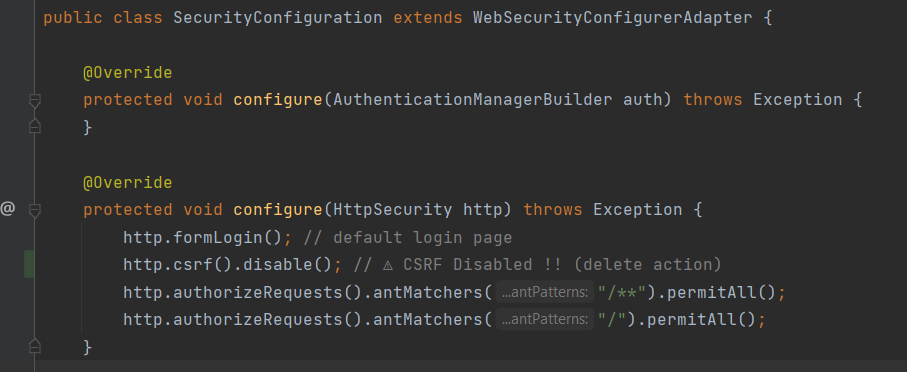 public class SecurityConfiguration extends WebSecurityConfigurerAdapter {
@Override
protected void configure(AuthenticationManagerBuilder auth) throws Exception {
}
@Override
@ protected void configure(HttpSecurity http) throws Exception {
http.formLogin(); // default login page
http.csrf().disable(); // ⚠ CSRF Disabled !! (delete action)
http.authorizeRequests().antMatchers( ...antPatterns: "/**").permitAll();
http.authorizeRequests().antMatchers( ...antPatterns: "/").permitAll();
}